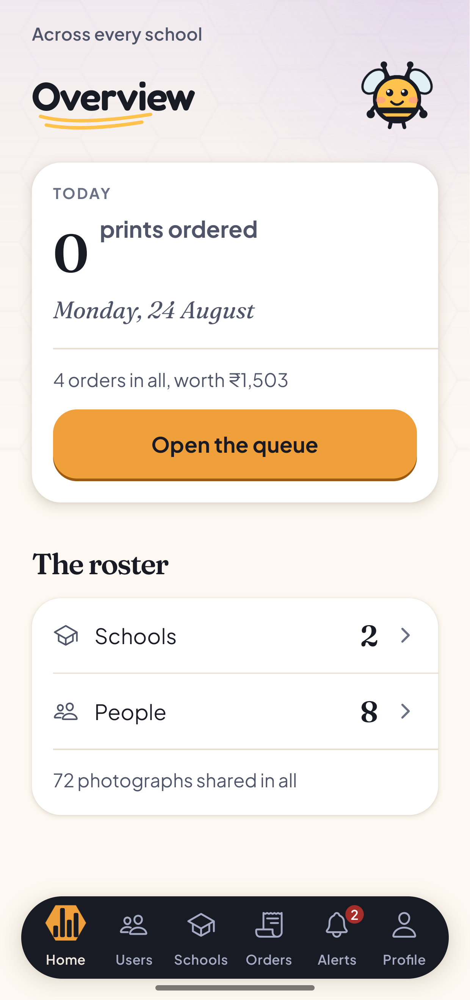 Across every school
Overview
TODAY
0 prints ordered
Monday, 24 August
4 orders in all, worth ₹1,503
Open the queue
The roster
Schools 2
People 8
72 photographs shared in all
2
Home Users Schools Orders Alerts Profile